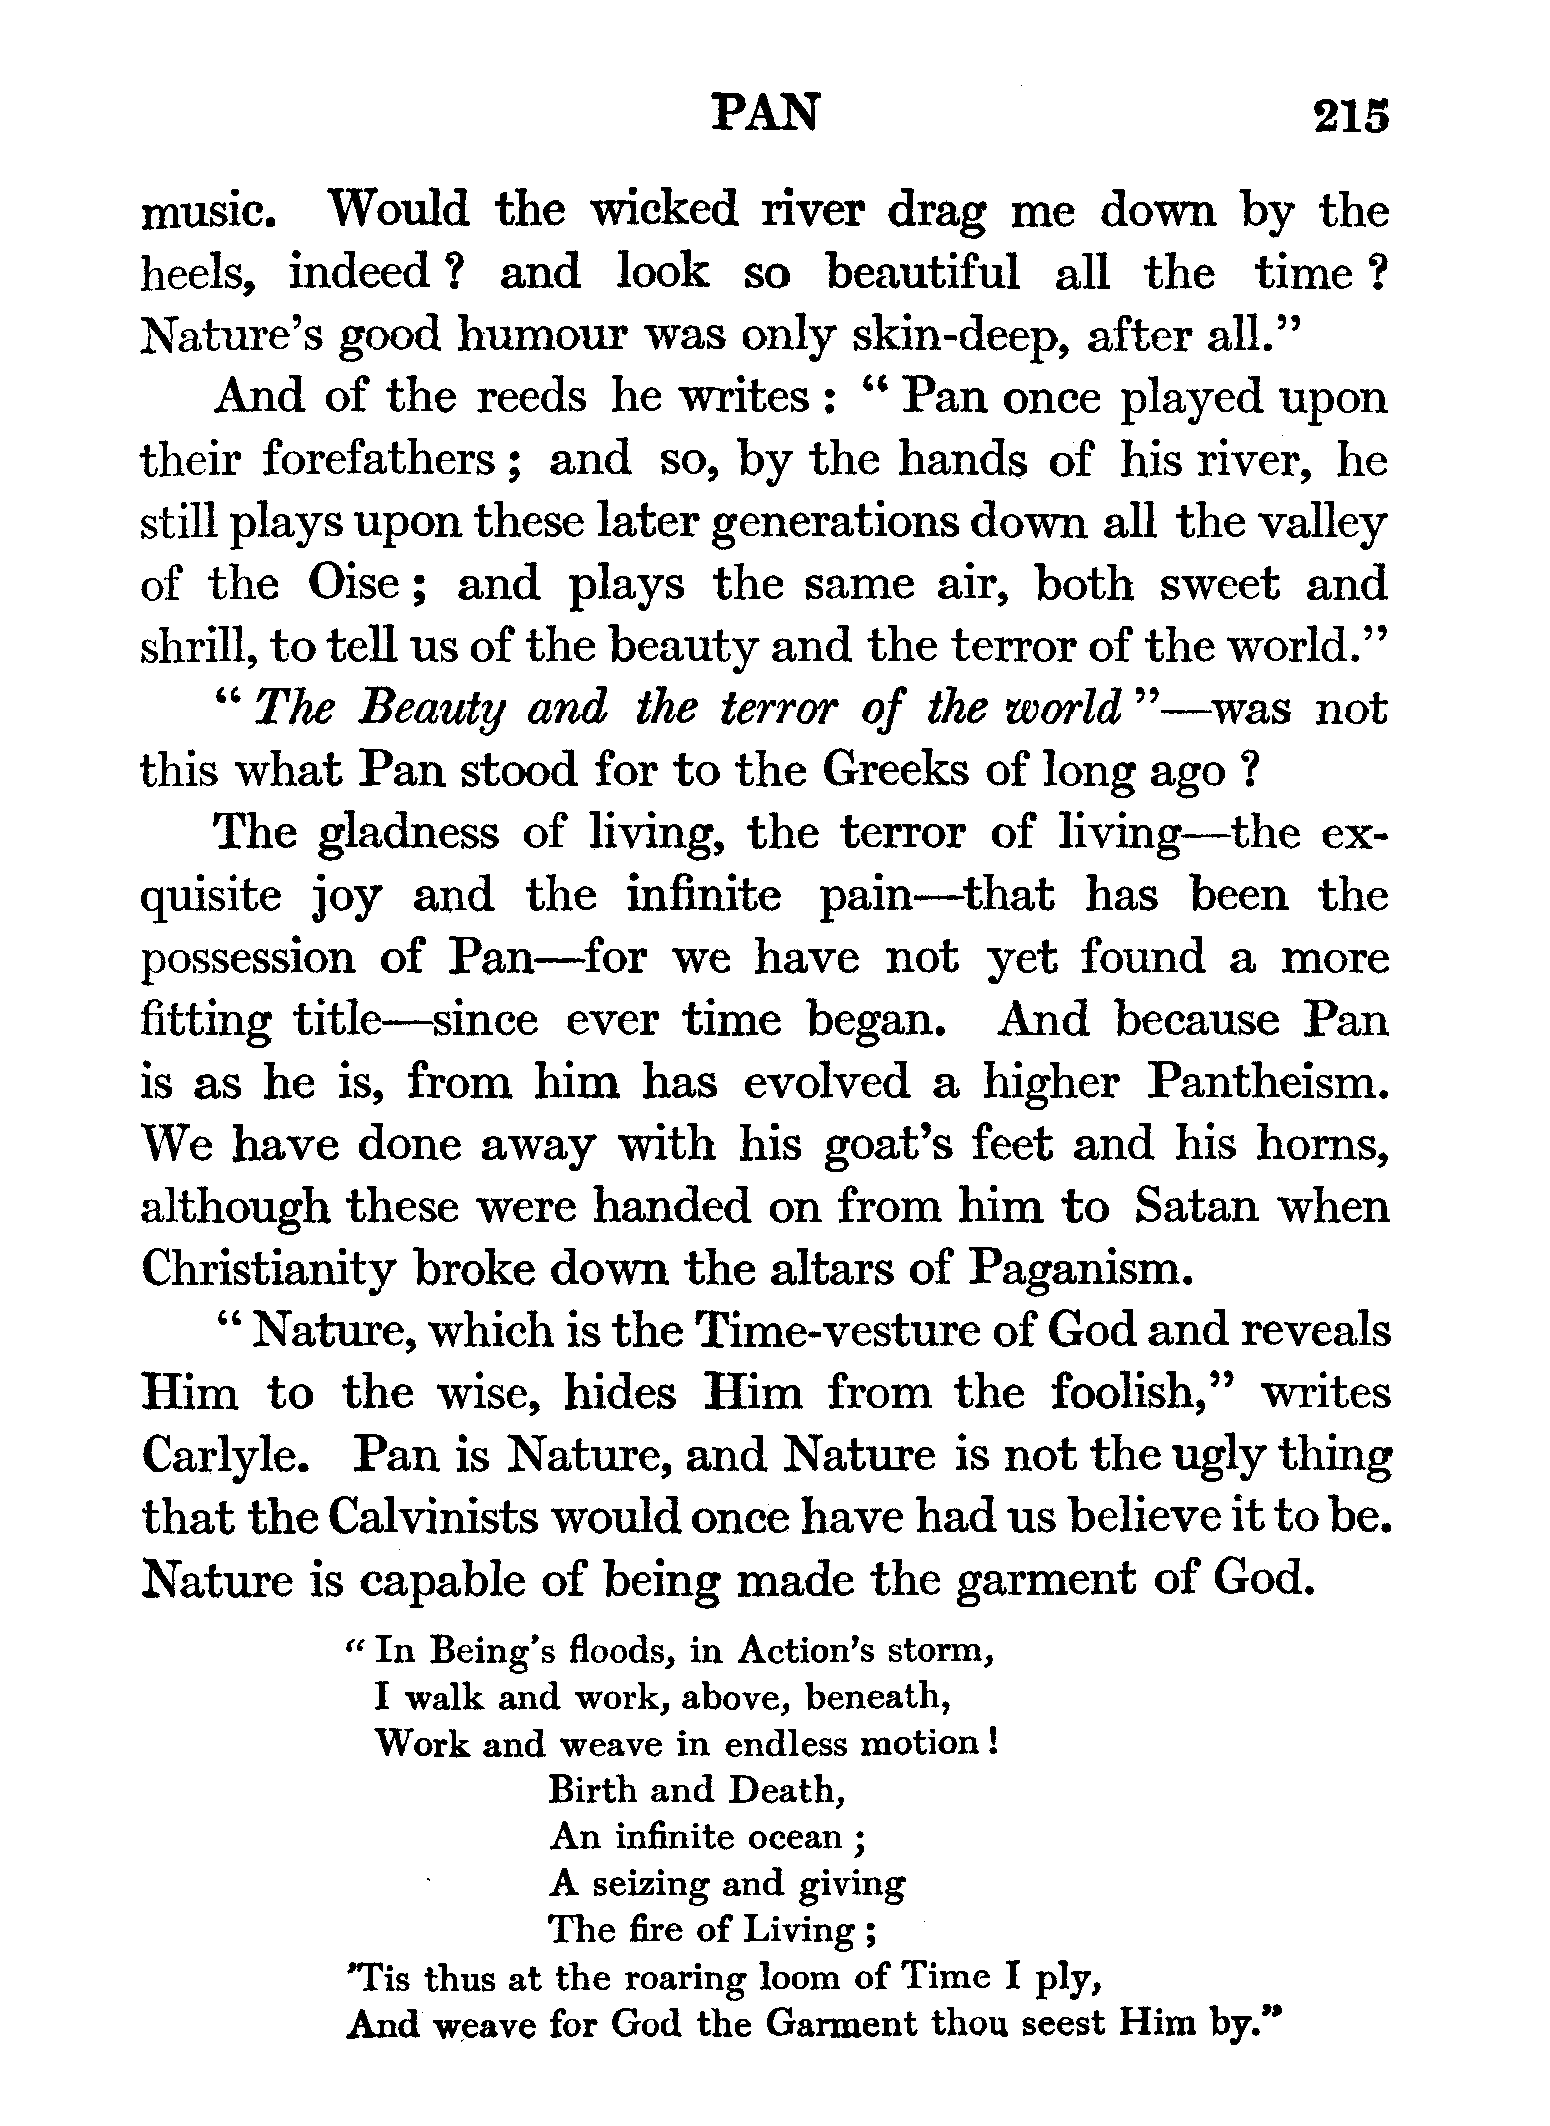 PAN 215
music. Would the wicked river drag me down by the
heels, indeed ? and look so beautiful all the time ?
Nature’s good humour was only skin-deep, after all.”
And of the reeds he writes : “ Pan once played upon
their forefathers ; and so, by the hands of his river, he
still plays upon these later generations down all the valley
of the Oise ; and plays the same air, both sweet and
shrill, to tell us of the beauty and the terror of the world.”
“ The Beauty and the terror of the world ”—was not
this what Pan stood for to the Greeks of long ago ?
The gladness of living, the terror of living—the ex-
quisite joy and the infinite pain—that has been the
possession of Pan—for we have not yet found a more
fitting title—since ever time began. And because Pan
is as he is, from him has evolved a higher Pantheism.
We have done away with his goat’s feet and his horns,
although these were handed on from him to Satan when
Christianity broke down the altars of Paganism.
“ Nature, which is the Time-vesture of God and reveals
Him to the wise, hides Him from the foolish,” writes
Carlyle. Pan is Nature, and Nature is not the ugly thing
that the Calvinists would once have had us believe it to be.
Nature is capable of being made the garment of God.
“ In Being’s floods, in Action’s storm,
I walk and work, above, beneath,
Work and weave in endless motion !
Birth and Death,
An infinite ocean ;
A seizing and giving
The fire of Living ;
’Tis thus at the roaring loom of Time I ply,
And weave for God the Garment thou seest Him by.”